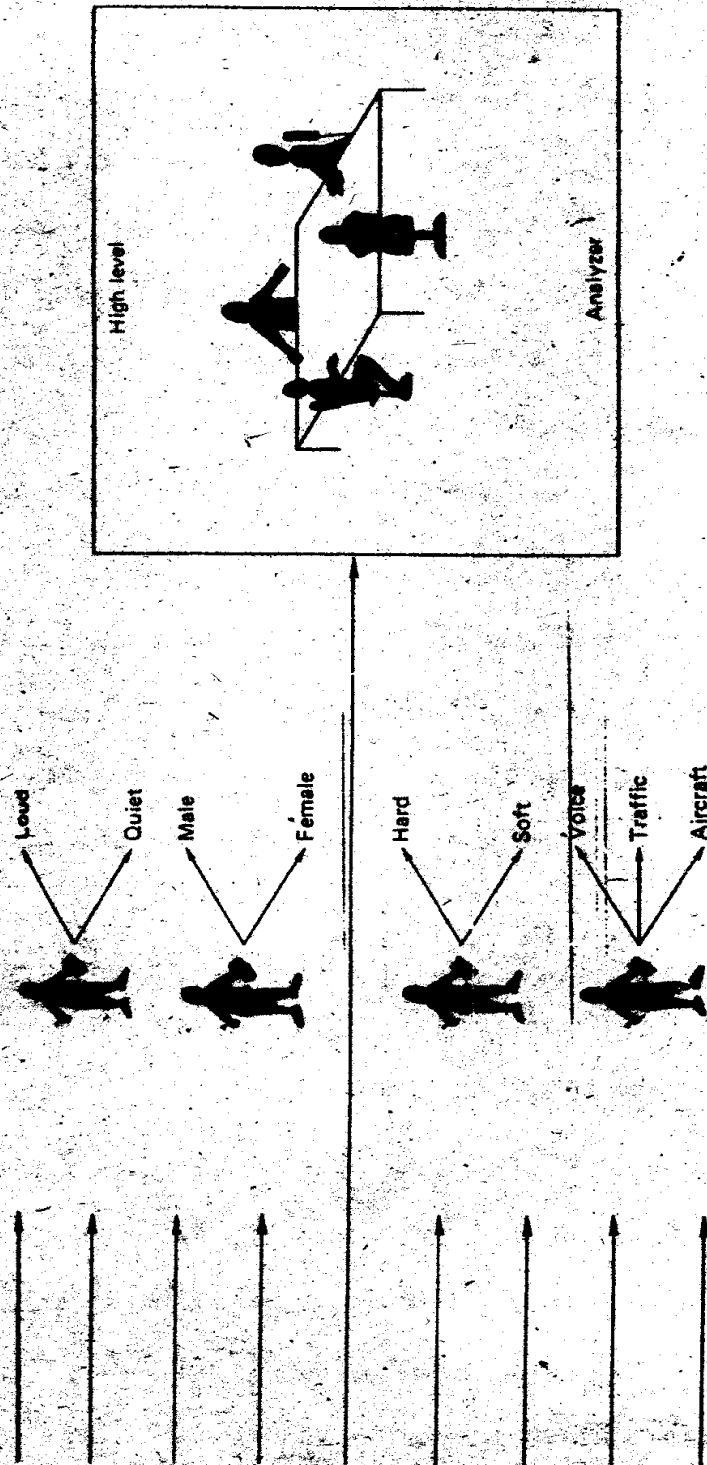 High level
Analyzer
Loud
Quiet
Male
Female
Hard
Soft
Voice
Traffic
Aircraft